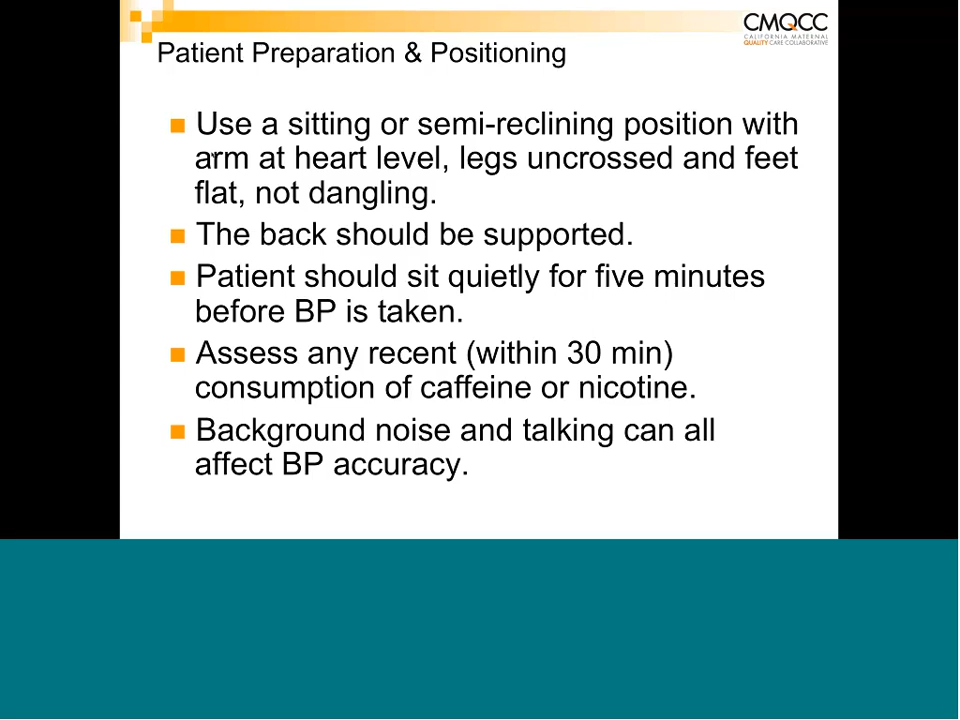 CMQCC
CALIFORNIA MATERNAL
QUALITY CARE COLLABORATIVE
Patient Preparation & Positioning
Use a sitting or semi-reclining position with
arm at heart level, legs uncrossed and feet
flat, not dangling.
The back should be supported.
Patient should sit quietly for five minutes
before BP is taken.
Assess any recent (within 30 min)
consumption of caffeine or nicotine.
Background noise and talking can all
affect BP accuracy.